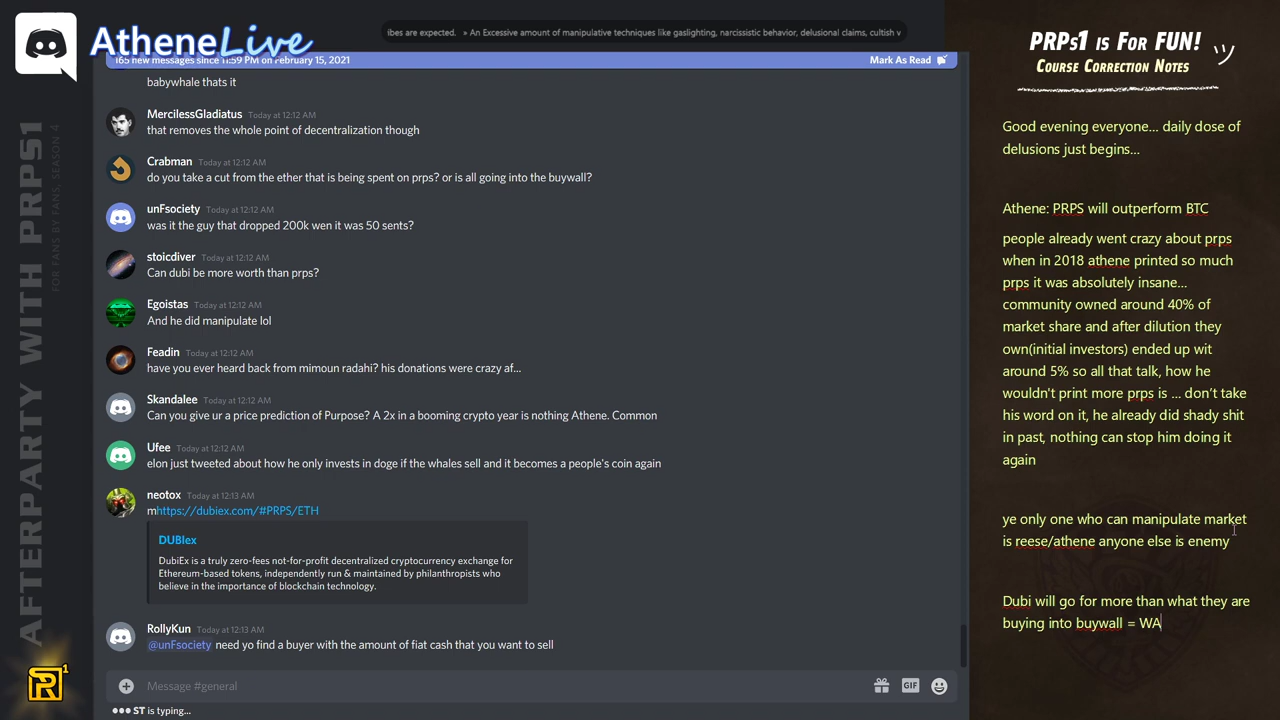 AtheneLive
ibes are expected. » An Excessive amount of manipulative techniques like gaslighting, narcissistic behavior, delusional claims, cultish v
165 new messages since 11:59 PM on February 15, 2021
Mark As Read
babywhale thats it
MercilessGladiatus Today at 12:12 AM
that removes the whole point of decentralization though
Crabman Today at 12:12 AM
do you take a cut from the ether that is being spent on prps? or is all going into the buywall?
unFsociety Today at 12:12 AM
was it the guy that dropped 200k wen it was 50 sents?
stoicdiver Today at 12:12 AM
Can dubi be more worth than prps?
Egoistas Today at 12:12 AM
And he did manipulate lol
Feadin Today at 12:12 AM
have you ever heard back from mimoun radahi? his donations were crazy af...
Skandalee Today at 12:12 AM
Can you give ur a price prediction of Purpose? A 2x in a booming crypto year is nothing Athene. Common
Ufee Today at 12:12 AM
elon just tweeted about how he only invests in doge if the whales sell and it becomes a people's coin again
neotox Today at 12:13 AM
mhttps://dubiex.com/#PRPS/ETH
DUBIex
DubiEx is a truly zero-fees not-for-profit decentralized cryptocurrency exchange for
Ethereum-based tokens, independently run & maintained by philanthropists who
believe in the importance of blockchain technology.
RollyKun Today at 12:13 AM
@unFsociety need yo find a buyer with the amount of fiat cash that you want to sell
Message #general
GIF
ST is typing...
AFTERPARTY WITH PRPS1
FOR FANS BY FANS, SEASON 4
1
PRPs1 is For FUN!
Course Correction Notes
ツ
Good evening everyone... daily dose of
delusions just begins...
Athene: PRPS will outperform BTC
people already went crazy about prps
when in 2018 athene printed so much
prps it was absolutely insane...
community owned around 40% of
market share and after dilution they
own(initial investors) ended up wit
around 5% so all that talk, how he
wouldn't print more prps is ... don't take
his word on it, he already did shady shit
in past, nothing can stop him doing it
again
ye only one who can manipulate market
is reese/athene anyone else is enemy
Dubi will go for more than what they are
buying into buywall = WA